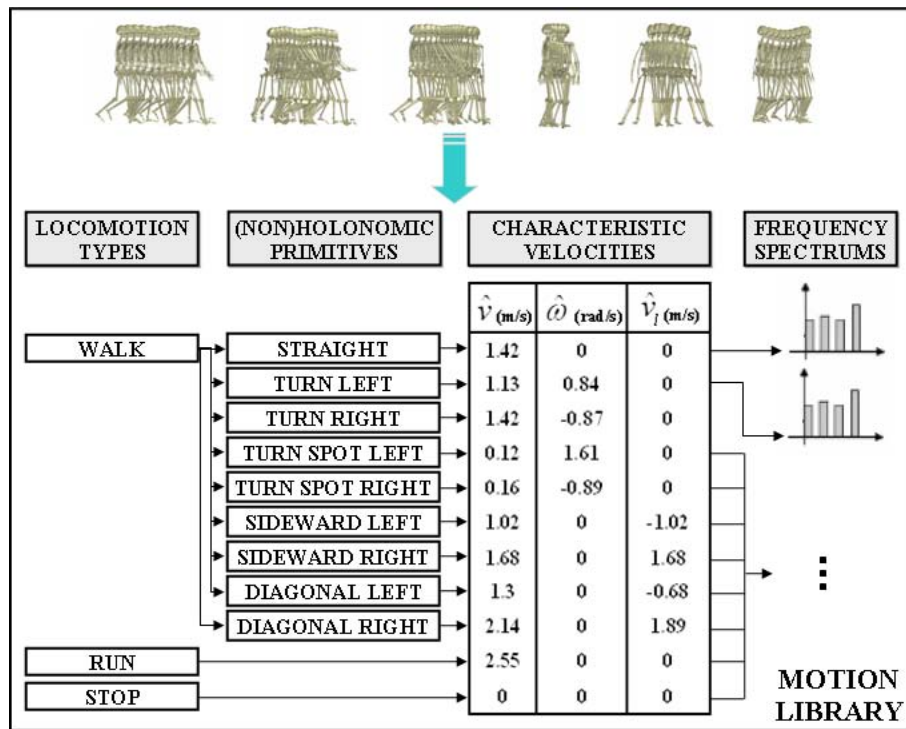 LOCOMOTION
TYPES
(NON)HOLONOMIC
PRIMITIVES
CHARACTERISTIC
VELOCITIES
FREQUENCY
SPECTRUMS
v̂ (m/s) ω̂ (rad/s) v̂l (m/s)
WALK STRAIGHT 1.42 0 0
TURN LEFT 1.13 0.84 0
TURN RIGHT 1.42 -0.87 0
TURN SPOT LEFT 0.12 1.61 0
TURN SPOT RIGHT 0.16 -0.89 0
SIDEWARD LEFT 1.02 0 -1.02
SIDEWARD RIGHT 1.68 0 1.68
DIAGONAL LEFT 1.3 0 -0.68
DIAGONAL RIGHT 2.14 0 1.89
RUN 2.55 0 0
STOP 0 0 0
MOTION
LIBRARY